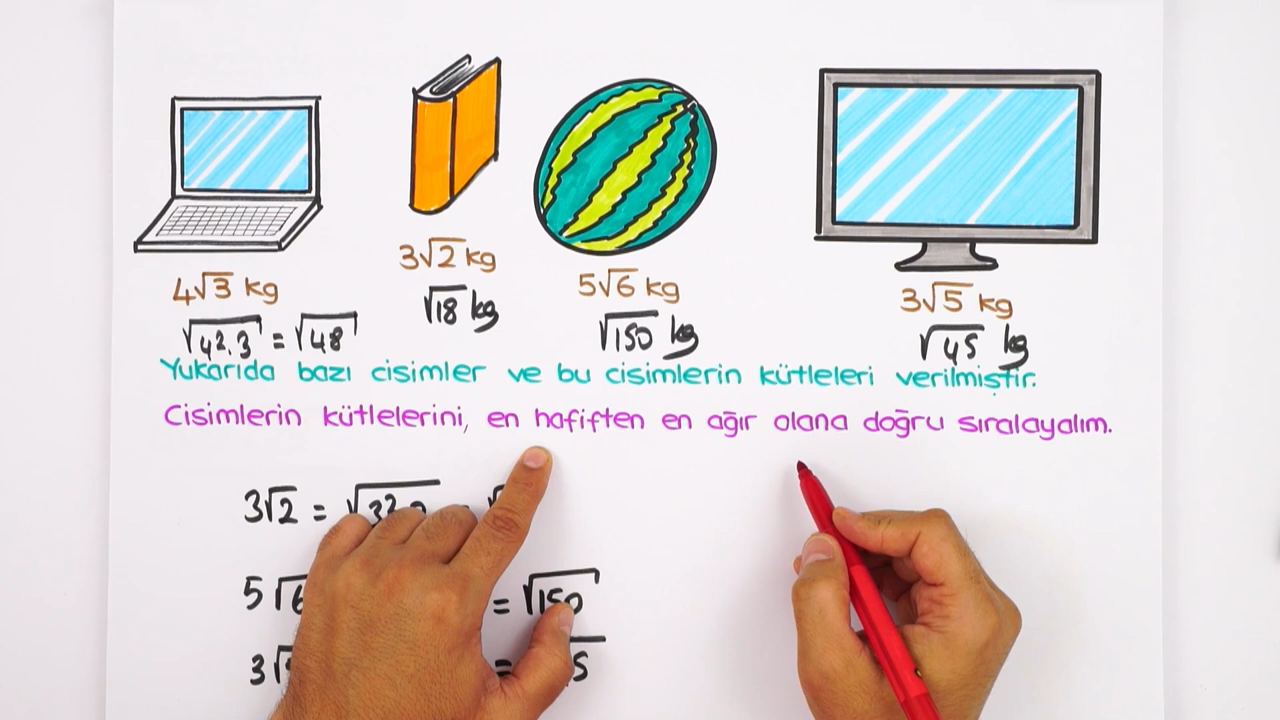 4√3 kg
√4².3 = √48
3√2 kg
√18 kg
5√6 kg
√150 kg
3√5 kg
√45 kg
Yukarıda bazı cisimler ve bu cisimlerin kütleleri verilmiştir.
Cisimlerin kütlelerini, en hafiften en ağır olana doğru sıralayalım.
3√2 =
5√6 = √150
3√ =